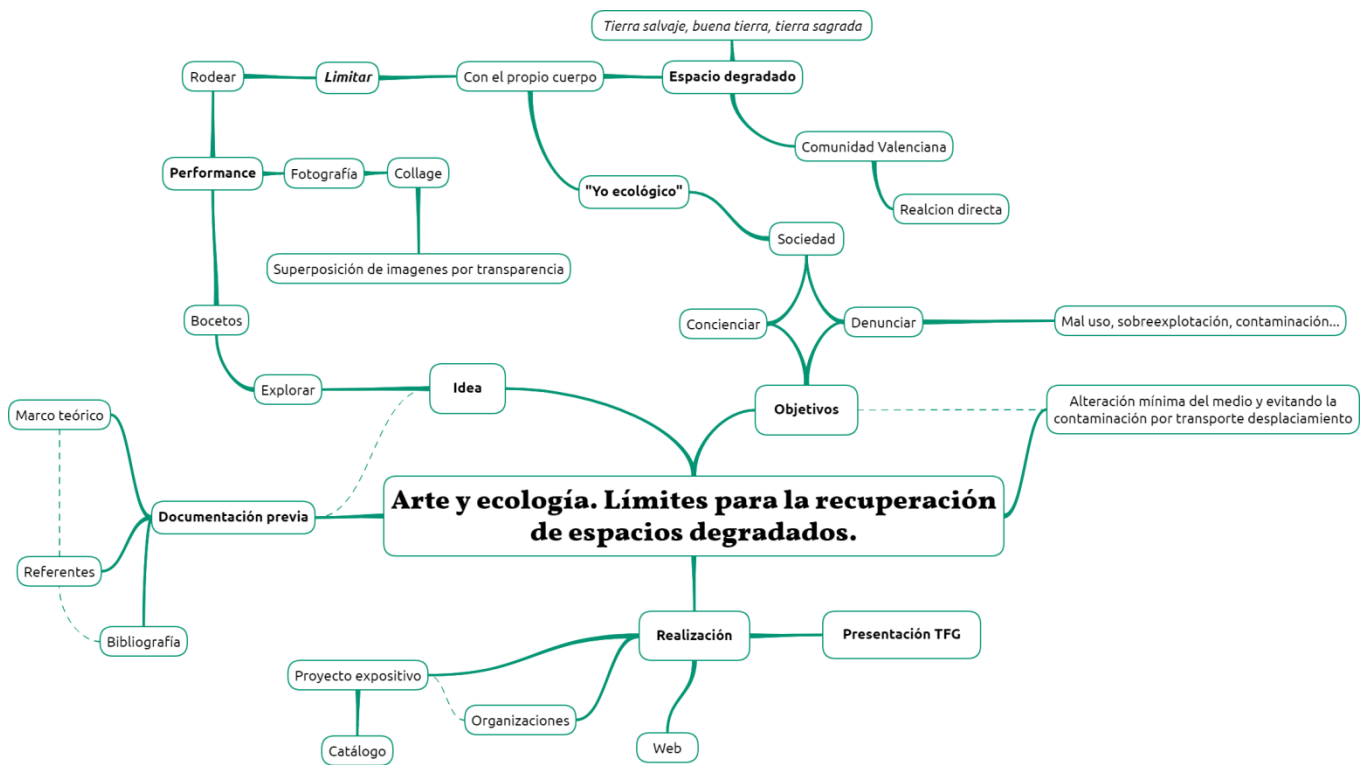 Tierra salvaje, buena tierra, tierra sagrada
Rodear
Limitar
Con el propio cuerpo
Espacio degradado
Comunidad Valenciana
Performance
Fotografía
Collage
"Yo ecológico"
Realcion directa
Sociedad
Superposición de imagenes por transparencia
Bocetos
Concienciar
Denunciar
Mal uso, sobreexplotación, contaminación...
Explorar
Idea
Objetivos
Alteración mínima del medio y evitando la
contaminación por transporte desplaciamiento
Marco teórico
Arte y ecología. Límites para la recuperación
de espacios degradados.
Documentación previa
Referentes
Bibliografía
Realización
Presentación TFG
Proyecto expositivo
Organizaciones
Catálogo
Web